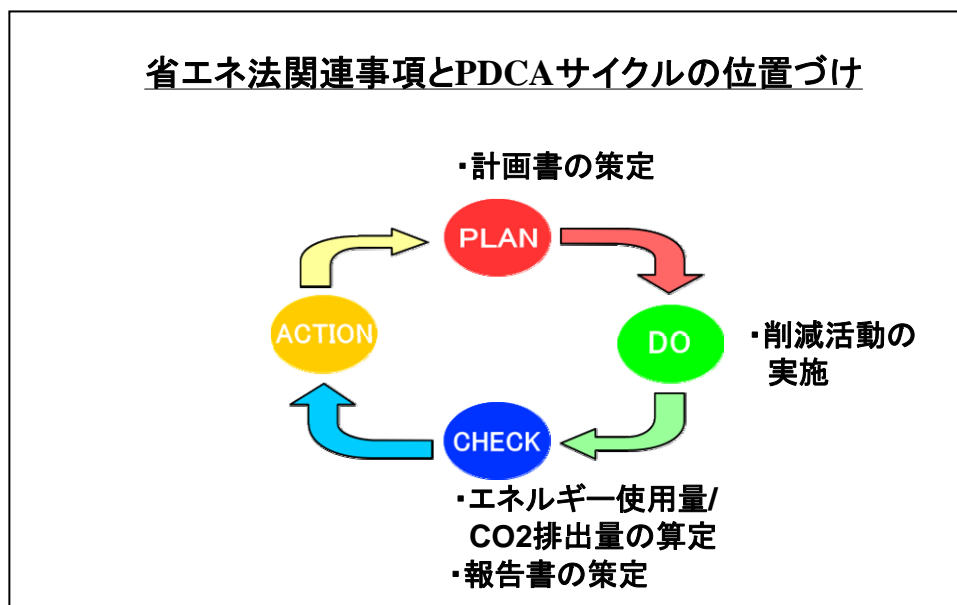 省エネ法関連事項とPDCAサイクルの位置づけ
・計画書の策定
PLAN
ACTION
DO
・削減活動の
実施
CHECK
・エネルギー使用量/
CO2排出量の算定
・報告書の策定